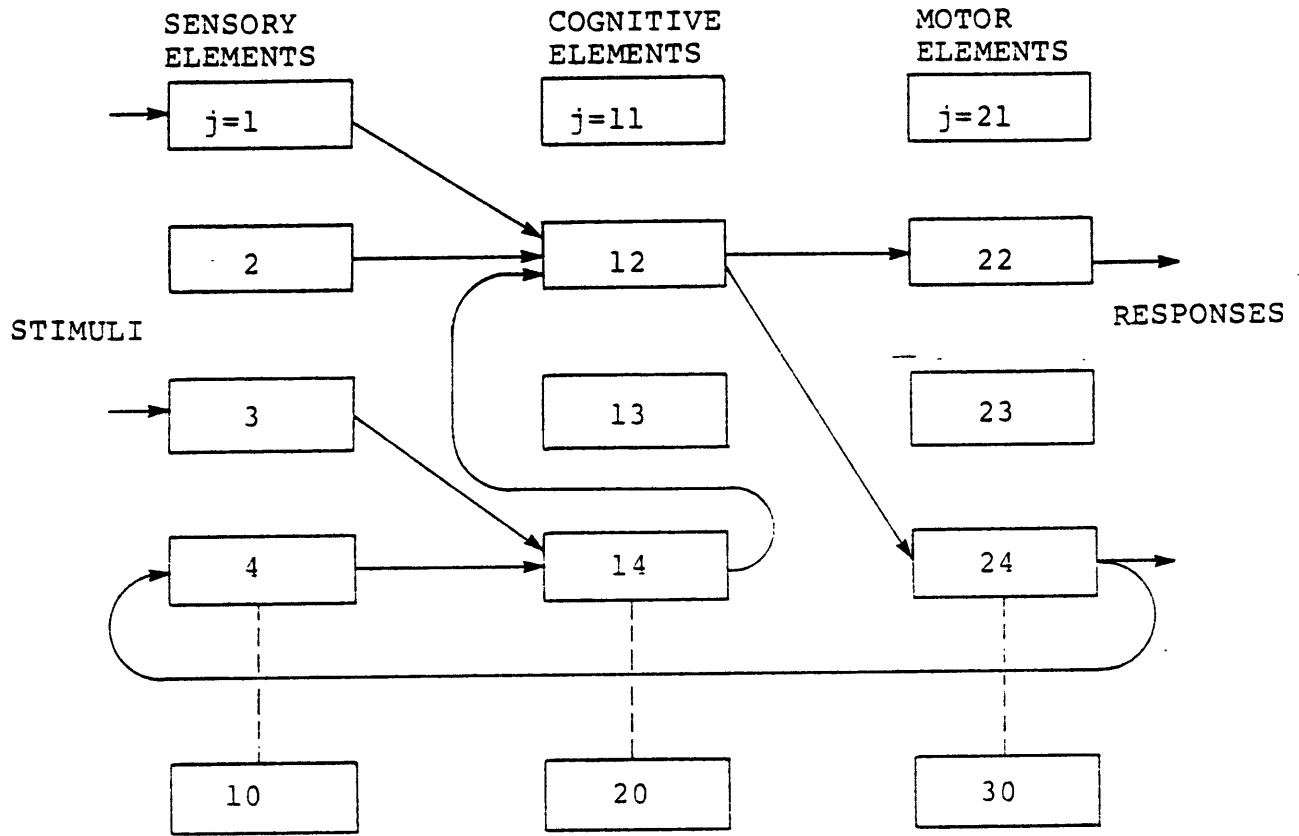 SENSORY
ELEMENTS
COGNITIVE
ELEMENTS
MOTOR
ELEMENTS
j=1
j=11
j=21
2
12
22
STIMULI
RESPONSES
3
13
23
4
14
24
10
20
30